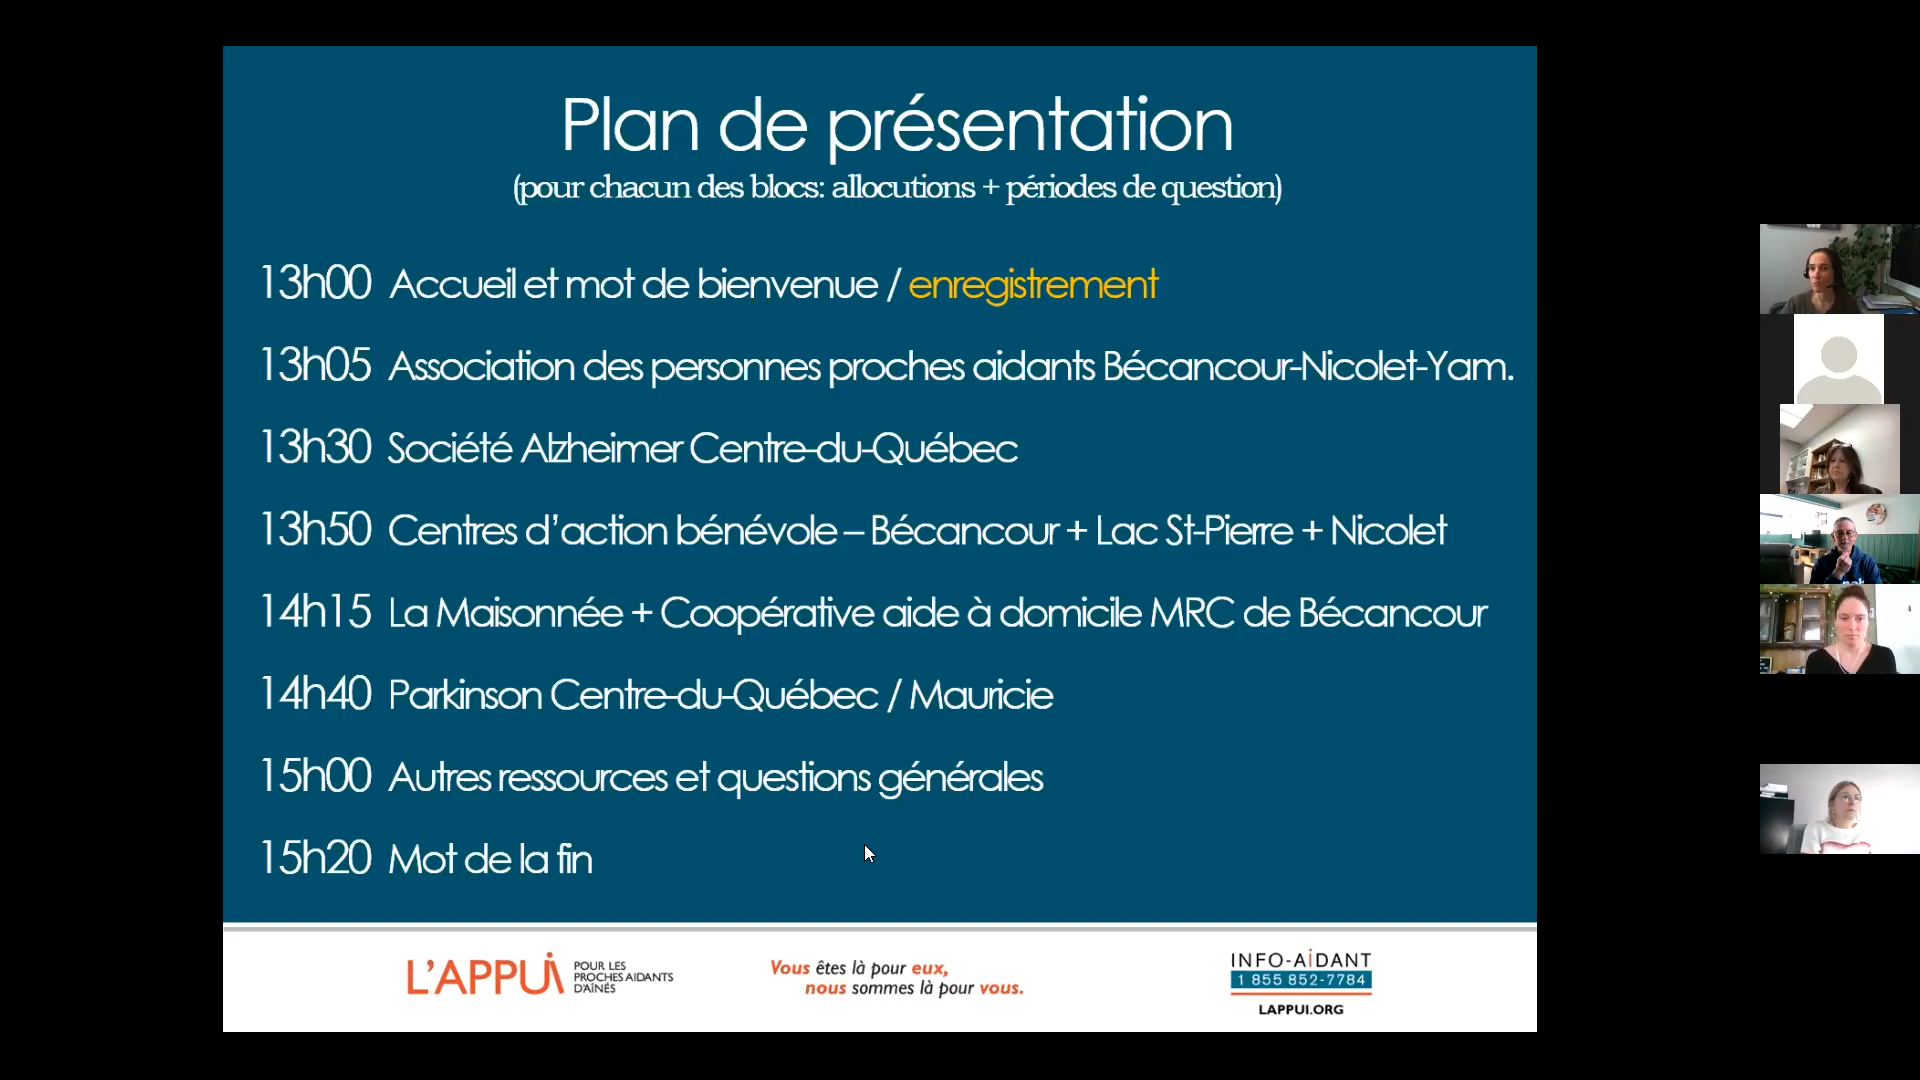 Plan de présentation
(pour chacun des blocs: allocutions + périodes de question)
13h00 Accueil et mot de bienvenue / enregistrement
13h05 Association des personnes proches aidants Bécancour-Nicolet-Yam.
13h30 Société Alzheimer Centre-du-Québec
13h50 Centres d’action bénévole – Bécancour + Lac St-Pierre + Nicolet
14h15 La Maisonnée + Coopérative aide à domicile MRC de Bécancour
14h40 Parkinson Centre-du-Québec / Mauricie
15h00 Autres ressources et questions générales
15h20 Mot de la fin
L’APPUI
POUR LES
PROCHES AIDANTS
D’AÎNÉS
Vous êtes là pour eux,
nous sommes là pour vous.
INFO-AIDANT
1 855 852-7784
LAPPUI.ORG